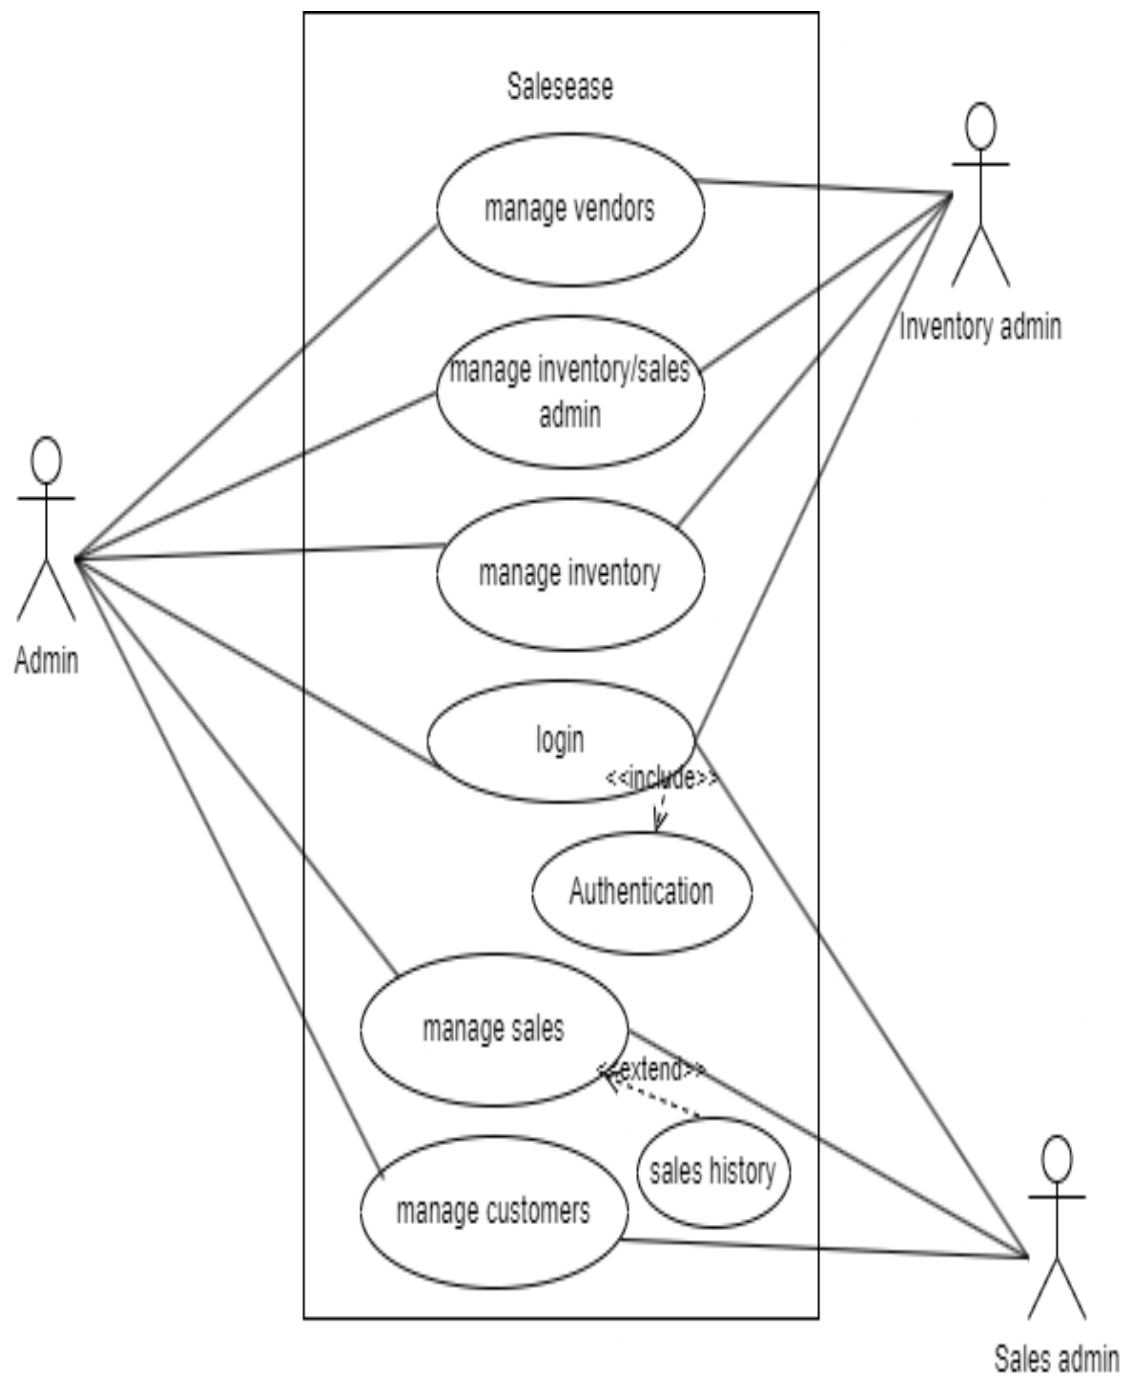 Salesease
manage vendors
Inventory admin
manage inventory/sales
admin
manage inventory
Admin
login
<<include>>
Authentication
manage sales
<<extend>>
sales history
manage customers
Sales admin